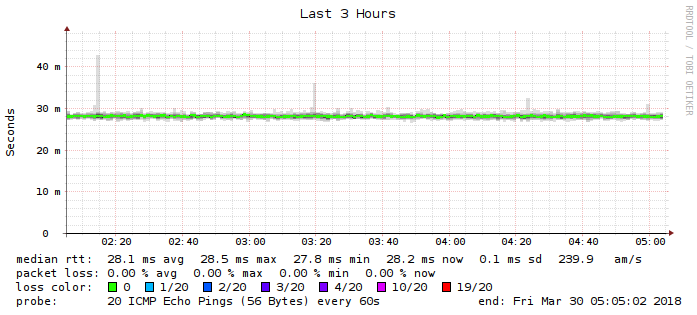 Last 3 Hours
RRDTOOL / TOBI OETIKER
Seconds
40 m
30 m
20 m
10 m
0
02:20 02:40 03:00 03:20 03:40 04:00 04:20 04:40 05:00
median rtt: 28.1 ms avg 28.5 ms max 27.8 ms min 28.2 ms now 0.1 ms sd 239.9 am/s
packet loss: 0.00 % avg 0.00 % max 0.00 % min 0.00 % now
loss color: 0 1/20 2/20 3/20 4/20 10/20 19/20
probe: 20 ICMP Echo Pings (56 Bytes) every 60s end: Fri Mar 30 05:05:02 2018